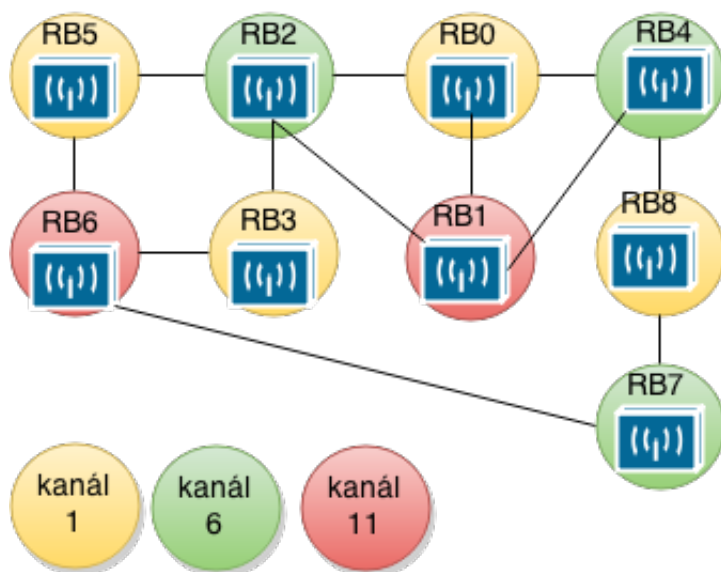 RB5
RB2
RB0
RB4
RB6
RB3
RB1
RB8
RB7
kanál
1
kanál
6
kanál
11